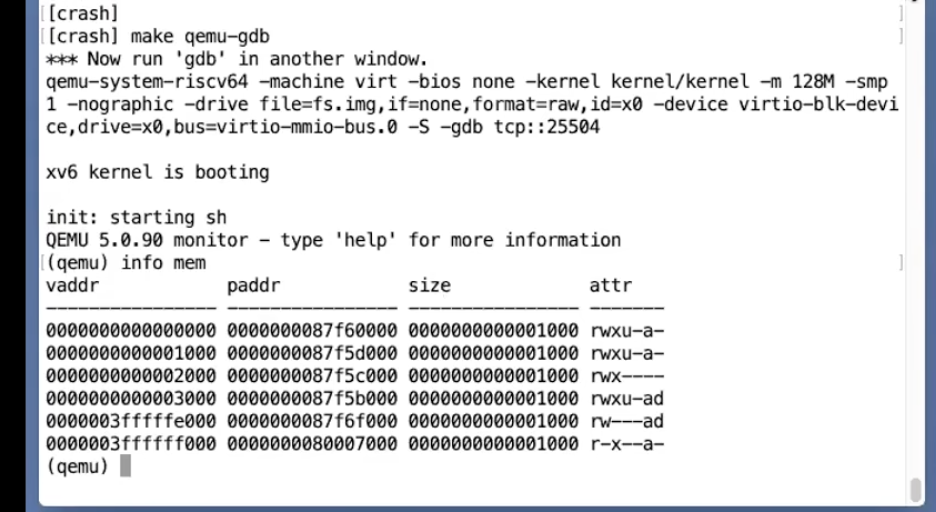 [crash]
[crash] make qemu-gdb
*** Now run 'gdb' in another window.
qemu-system-riscv64 -machine virt -bios none -kernel kernel/kernel -m 128M -smp
1 -nographic -drive file=fs.img,if=none,format=raw,id=x0 -device virtio-blk-devi
ce,drive=x0,bus=virtio-mmio-bus.0 -S -gdb tcp::25504
xv6 kernel is booting
init: starting sh
QEMU 5.0.90 monitor - type 'help' for more information
(qemu) info mem
vaddr            paddr            size             attr
---------------- ---------------- ---------------- -------
0000000000000000 0000000087f60000 0000000000001000 rwxu-a-
0000000000001000 0000000087f5d000 0000000000001000 rwxu-a-
0000000000002000 0000000087f5c000 0000000000001000 rwx----
0000000000003000 0000000087f5b000 0000000000001000 rwxu-ad
0000003fffffe000 0000000087f6f000 0000000000001000 rw---ad
0000003ffffff000 0000000080007000 0000000000001000 r-x--a-
(qemu)